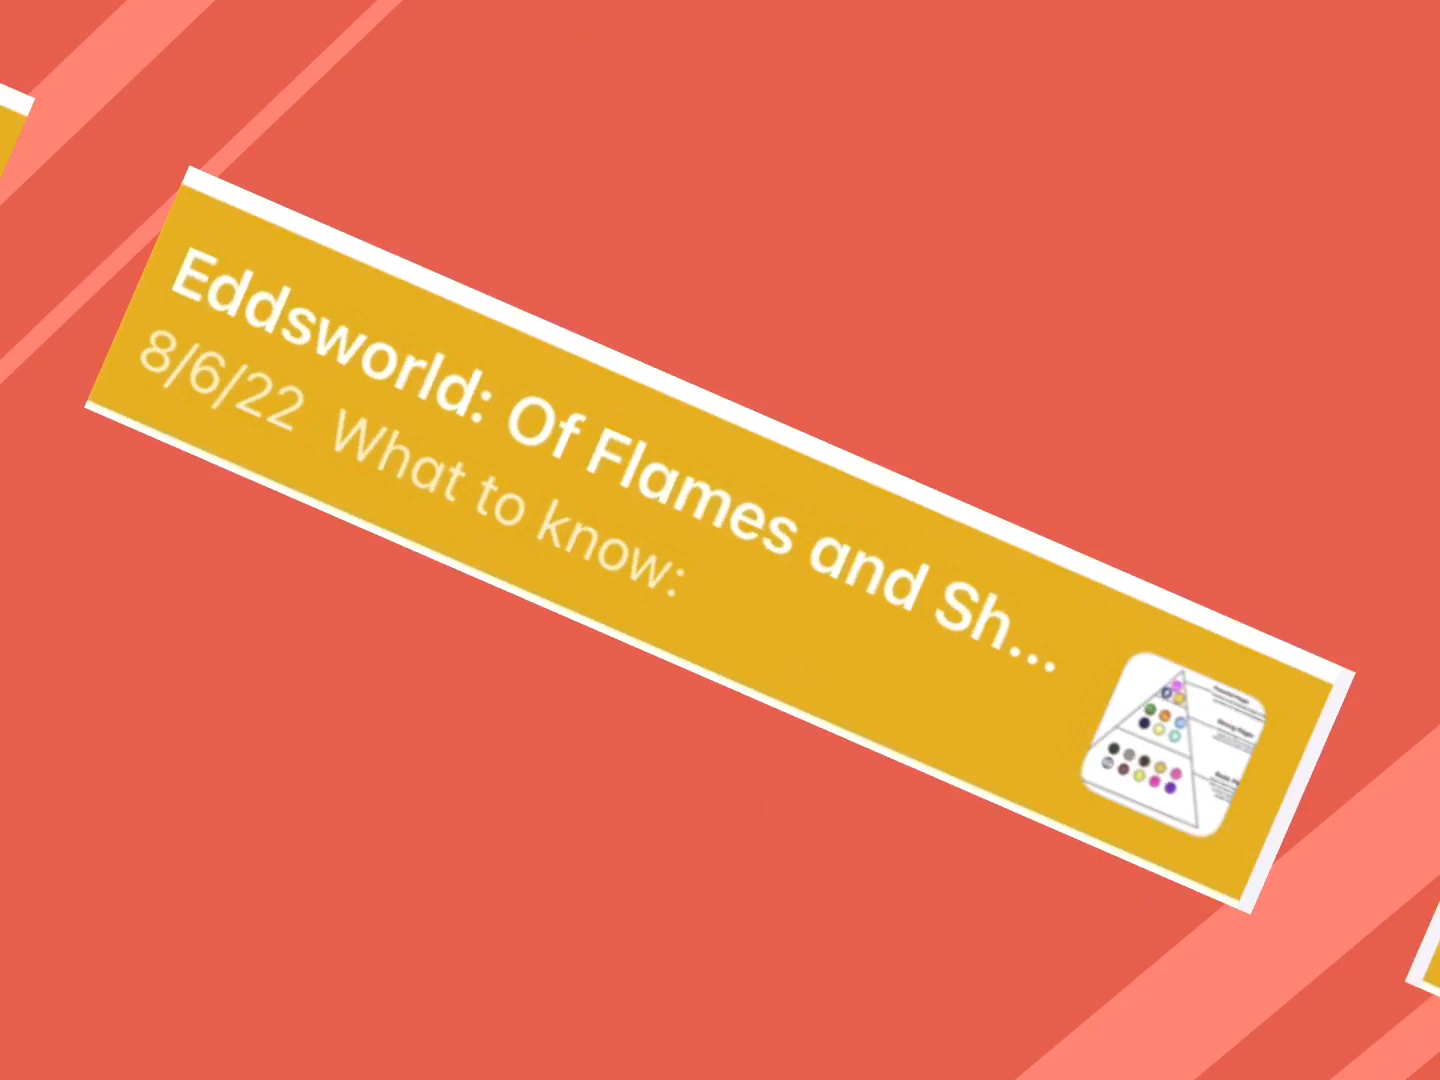 Eddsworld: Of Flames and Sh...
8/6/22 What to know: